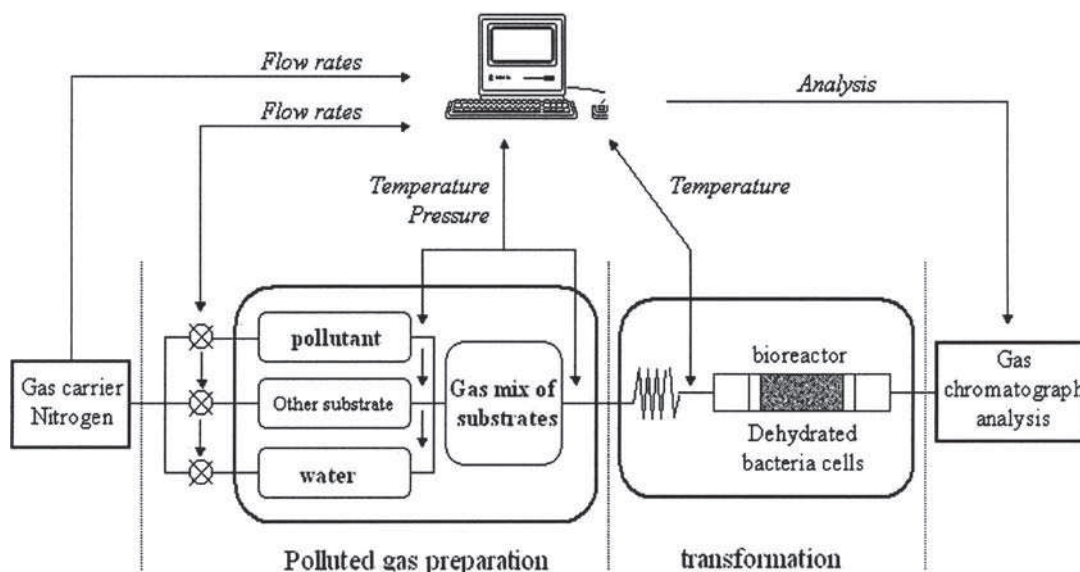 Flow rates
Analysis
Flow rates
Temperature
Pressure
Temperature
pollutant
Gas carrier
Nitrogen
Other substrate
Gas mix of
substrates
water
bioreactor
Dehydrated
bacteria cells
Gas
chromatograph
analysis
Polluted gas preparation
transformation